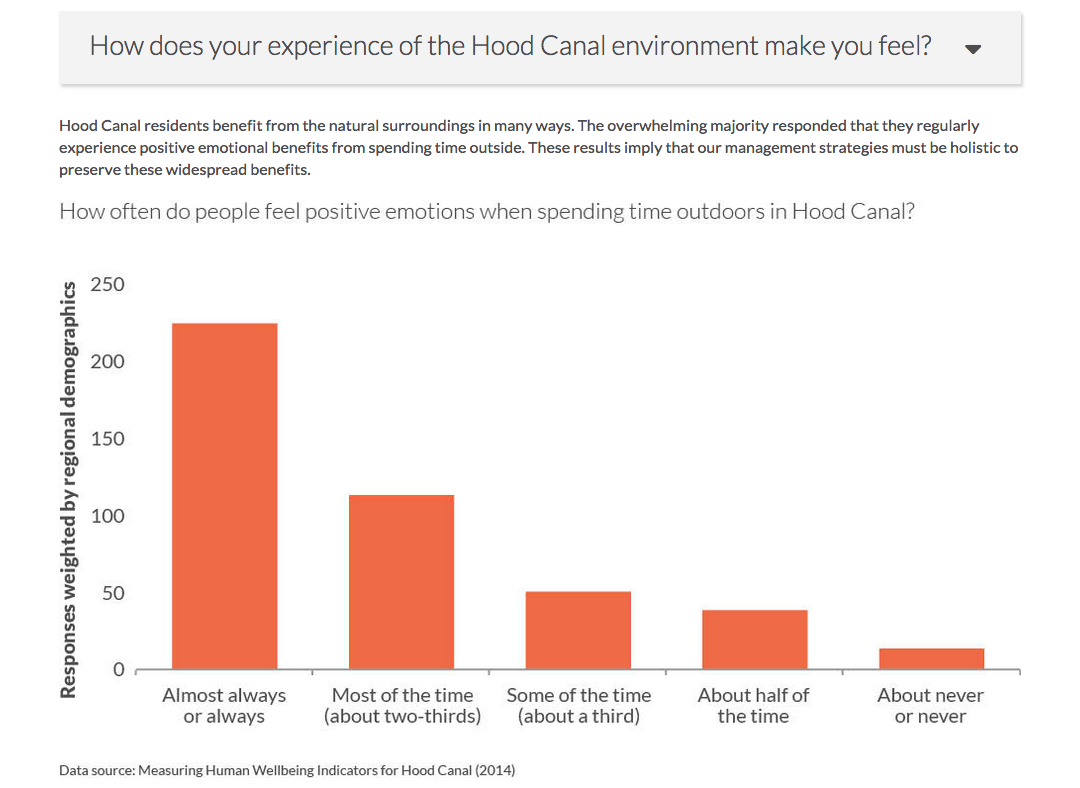 How does your experience of the Hood Canal environment make you feel?
Hood Canal residents benefit from the natural surroundings in many ways. The overwhelming majority responded that they regularly
experience positive emotional benefits from spending time outside. These results imply that our management strategies must be holistic to
preserve these widespread benefits.
How often do people feel positive emotions when spending time outdoors in Hood Canal?
Responses weighted by regional demographics
250
200
150
100
50
0
Almost always
or always
Most of the time
(about two-thirds)
Some of the time
(about a third)
About half of
the time
About never
or never
Data source: Measuring Human Wellbeing Indicators for Hood Canal (2014)